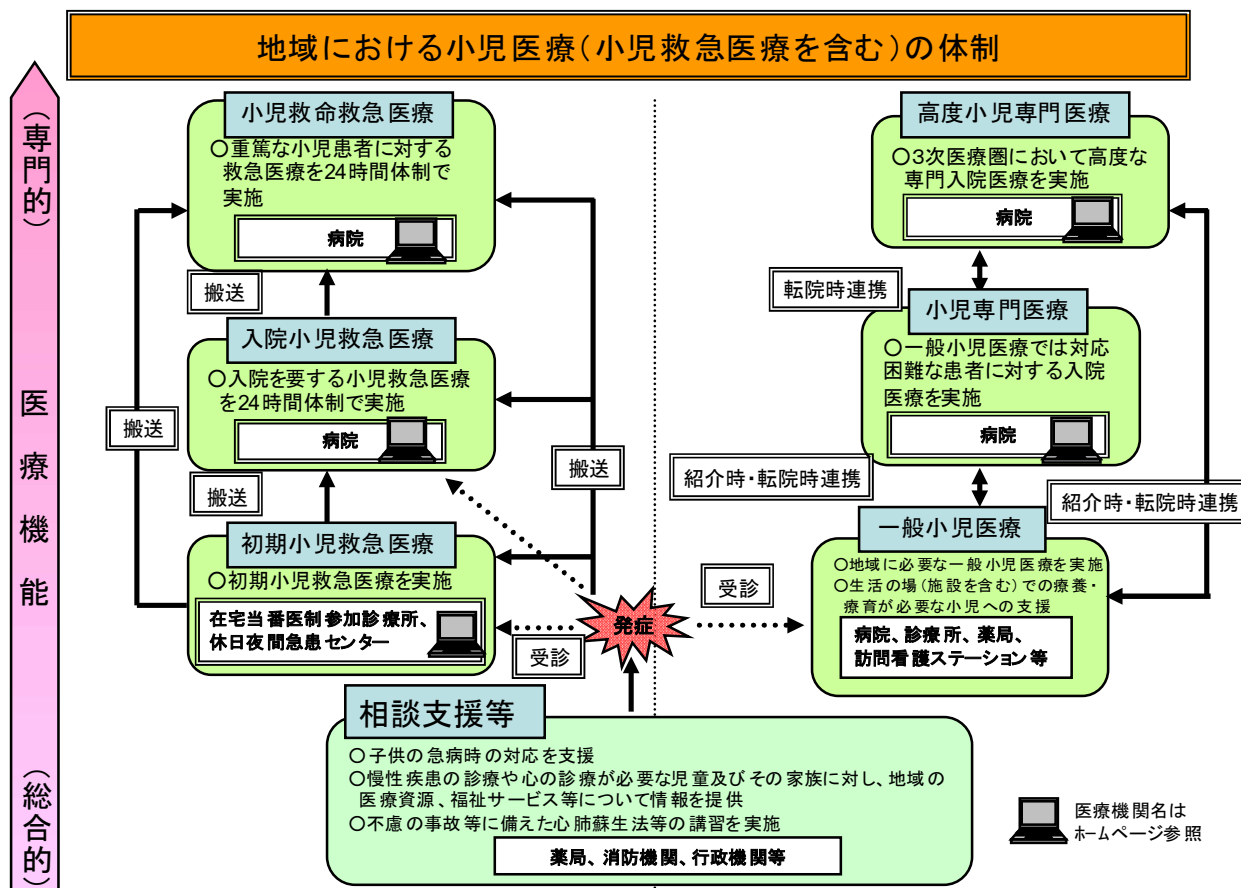 地域における小児医療（小児救急医療を含む）の体制
（専門的）
医療機能
（総合的）
小児救命救急医療
○重篤な小児患者に対する
救急医療を24時間体制で
実施
病院
搬送
入院小児救急医療
○入院を要する小児救急医療
を24時間体制で実施
病院
搬送
搬送
搬送
初期小児救急医療
○初期小児救急医療を実施
在宅当番医制参加診療所、
休日夜間急患センター
受診
発症
受診
高度小児専門医療
○3次医療圏において高度な
専門入院医療を実施
病院
転院時連携
小児専門医療
○一般小児医療では対応
困難な患者に対する入院
医療を実施
病院
紹介時・転院時連携
紹介時・転院時連携
一般小児医療
○地域に必要な一般小児医療を実施
○生活の場（施設を含む）での療養・
療育が必要な小児への支援
病院、診療所、薬局、
訪問看護ステーション等
相談支援等
○子供の急病時の対応を支援
○慢性疾患の診療や心の診療が必要な児童及びその家族に対し、地域の
医療資源、福祉サービス等について情報を提供
○不慮の事故等に備えた心肺蘇生法等の講習を実施
薬局、消防機関、行政機関等
医療機関名は
ホームページ参照